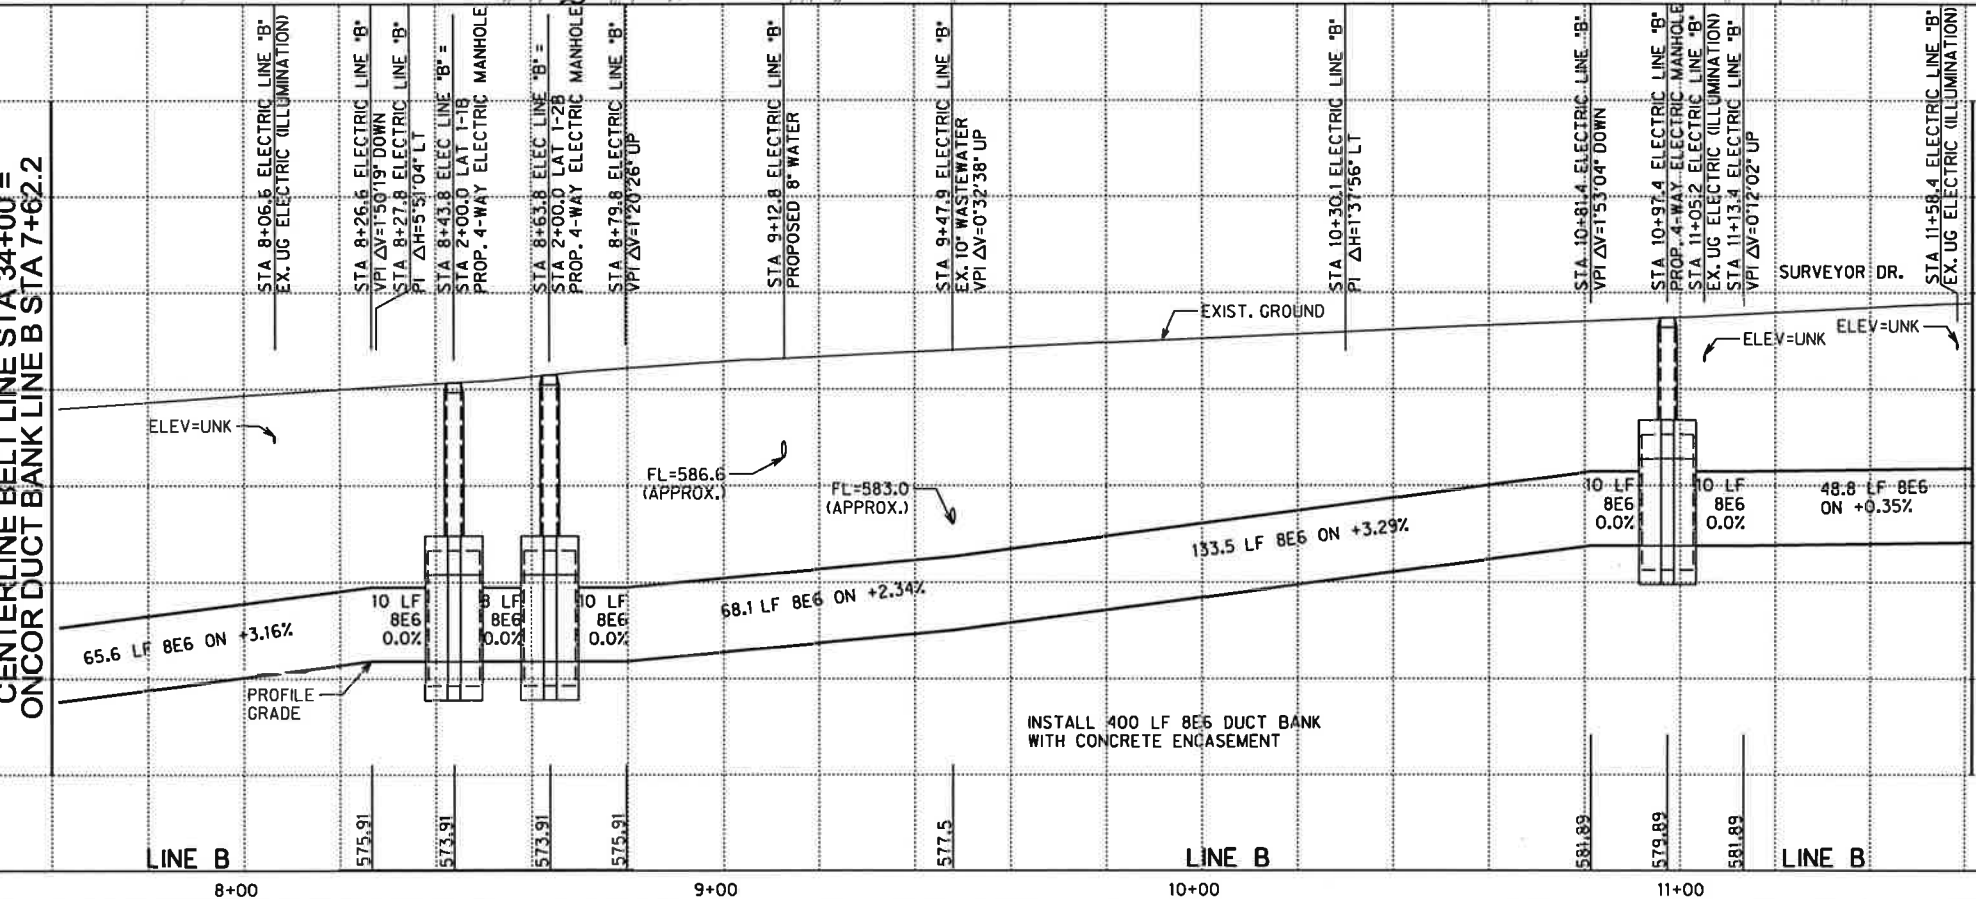 CENTERLINE BELT LINE STA 34+00 =
ONCOR DUCT BANK LINE B STA 7+62.2
STA 8+06.6 ELECTRIC LINE "B"
EX. UG ELECTRIC (ILLUMINATION)
STA 8+26.6 ELECTRIC LINE "B"
VPI ΔV=1°50'19" DOWN
STA 8+27.8 ELECTRIC LINE "B"
PI ΔH=5°51'04" LT
STA 8+43.8 ELEC LINE "B" =
STA 2+00.0 LAT 1-1B
PROP. 4-WAY ELECTRIC MANHOLE
STA 8+63.8 ELEC LINE "B" =
STA 2+00.0 LAT 1-2B
PROP. 4-WAY ELECTRIC MANHOLE
STA 8+79.8 ELECTRIC LINE "B"
VPI ΔV=1°20'26" UP
STA 9+12.8 ELECTRIC LINE "B"
PROPOSED 8" WATER
STA 9+47.9 ELECTRIC LINE "B"
EX. 10" WASTEWATER
VPI ΔV=0°32'38" UP
STA 10+30.1 ELECTRIC LINE "B"
PI ΔH=1°37'56" LT
STA 10+81.4 ELECTRIC LINE "B"
VPI ΔV=1°53'04" DOWN
STA 10+97.4 ELECTRIC LINE "B"
PROP. 4-WAY ELECTRIC MANHOLE
STA 11+05.2 ELECTRIC LINE "B"
EX. UG ELECTRIC (ILLUMINATION)
STA 11+13.4 ELECTRIC LINE "B"
VPI ΔV=0°12'02" UP
SURVEYOR DR.
STA 11+58.4 ELECTRIC LINE "B"
EX. UG ELECTRIC (ILLUMINATION)
EXIST. GROUND
ELEV=UNK
ELEV=UNK
ELEV=UNK
FL=586.6
(APPROX.)
FL=583.0
(APPROX.)
65.6 LF 8E6 ON +3.16%
10 LF
8E6
0.0%
8 LF
8E6
0.0%
10 LF
8E6
0.0%
68.1 LF 8E6 ON +2.34%
133.5 LF 8E6 ON +3.29%
10 LF
8E6
0.0%
10 LF
8E6
0.0%
48.8 LF 8E6
ON +0.35%
PROFILE
GRADE
INSTALL 400 LF 8E6 DUCT BANK
WITH CONCRETE ENCASEMENT
575.91
573.91
573.91
575.91
577.5
581.89
579.89
581.89
LINE B
LINE B
LINE B
8+00
9+00
10+00
11+00